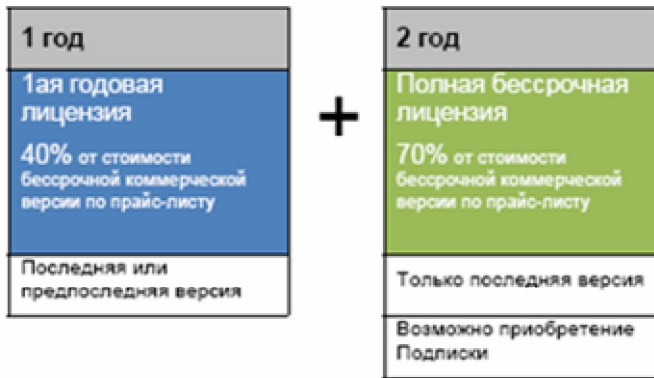 1 год
1ая годовая
лицензия
40% от стоимости
бессрочной коммерческой
версии по прайс-листу
Последняя или
предпоследняя версия
+
2 год
Полная бессрочная
лицензия
70% от стоимости
бессрочной коммерческой
версии по прайс-листу
Только последняя версия
Возможно приобретение
Подписки